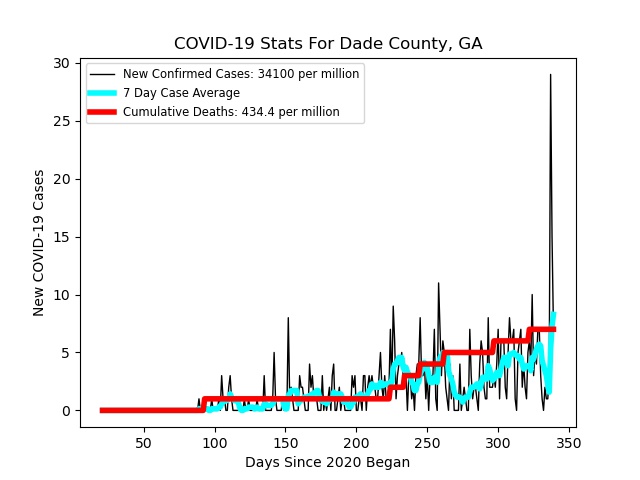 COVID-19 Stats For Dade County, GA
New Confirmed Cases: 34100 per million
7 Day Case Average
Cumulative Deaths: 434.4 per million
New COVID-19 Cases
30
25
20
15
10
5
0
50
100
150
200
250
300
350
Days Since 2020 Began